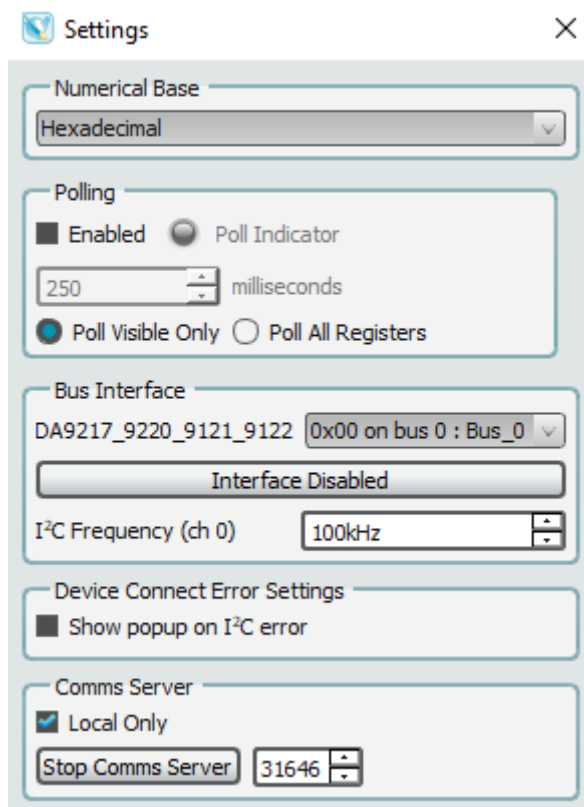 Settings
Numerical Base
Hexadecimal
Polling
Enabled Poll Indicator
250 milliseconds
Poll Visible Only Poll All Registers
Bus Interface
DA9217_9220_9121_9122 0x00 on bus 0 : Bus_0
Interface Disabled
I²C Frequency (ch 0) 100kHz
Device Connect Error Settings
Show popup on I²C error
Comms Server
Local Only
Stop Comms Server 31646